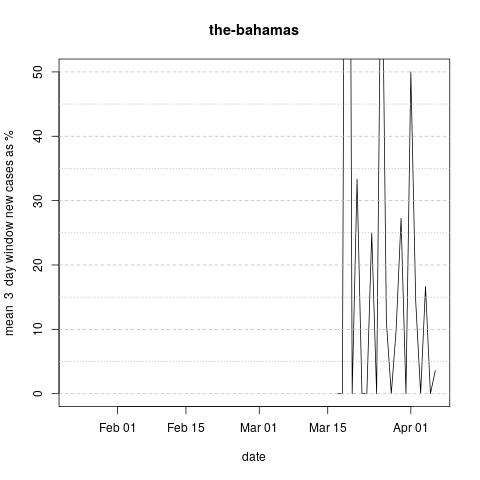 the-bahamas
mean 3 day window new cases as %
50
40
30
20
10
0
Feb 01
Feb 15
Mar 01
Mar 15
Apr 01
date